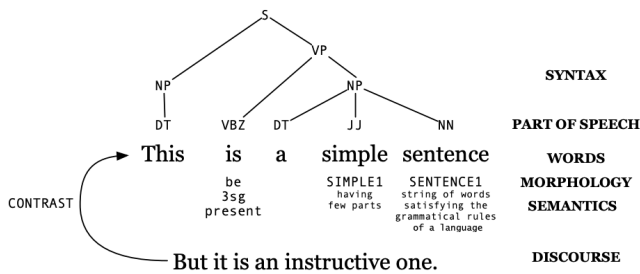 S
VP
NP NP SYNTAX
DT VBZ DT JJ NN PART OF SPEECH
This is a simple sentence WORDS
be SIMPLE1 SENTENCE1 MORPHOLOGY
3sg having string of words
present few parts satisfying the SEMANTICS
grammatical rules
of a language
CONTRAST
But it is an instructive one. DISCOURSE